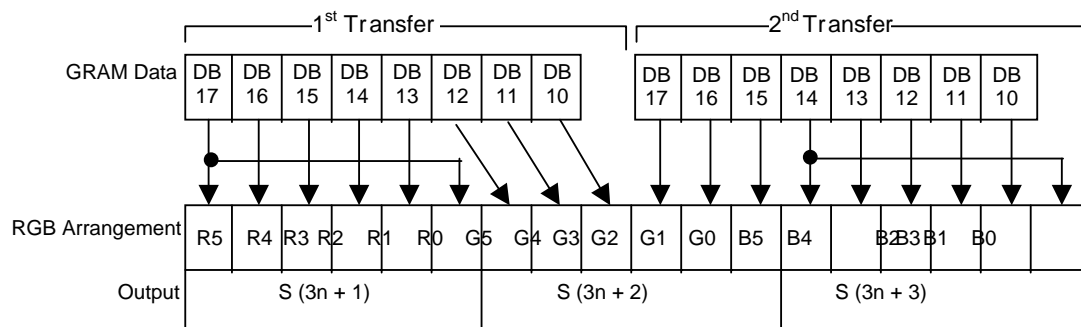 1st Transfer 2nd Transfer
GRAM Data DB 17 DB 16 DB 15 DB 14 DB 13 DB 12 DB 11 DB 10 DB 17 DB 16 DB 15 DB 14 DB 13 DB 12 DB 11 DB 10
RGB Arrangement R5 R4 R3 R2 R1 R0 G5 G4 G3 G2 G1 G0 B5 B4 B2 B3 B1 B0
Output S (3n + 1) S (3n + 2) S (3n + 3)